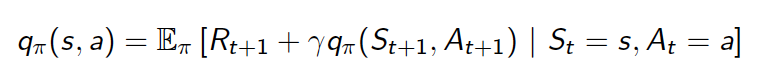 qπ(s, a) = 𝔼π [Rt+1 + γqπ(St+1, At+1) | St = s, At = a]